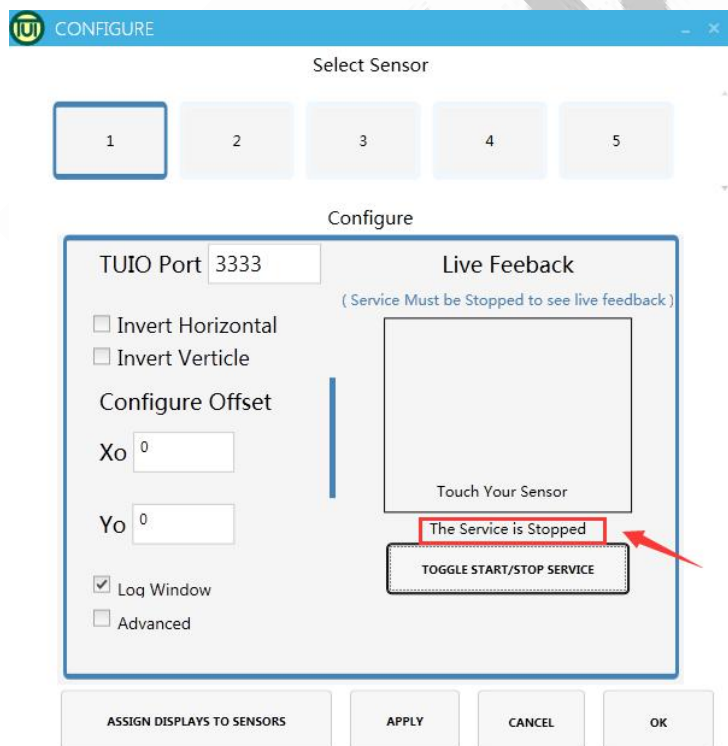 TUI CONFIGURE
Select Sensor
1 2 3 4 5
Configure
TUIO Port 3333
Live Feeback
( Service Must be Stopped to see live feedback )
Invert Horizontal
Invert Verticle
Configure Offset
Xo 0
Touch Your Sensor
Yo 0
The Service is Stopped
TOGGLE START/STOP SERVICE
Log Window
Advanced
ASSIGN DISPLAYS TO SENSORS APPLY CANCEL OK